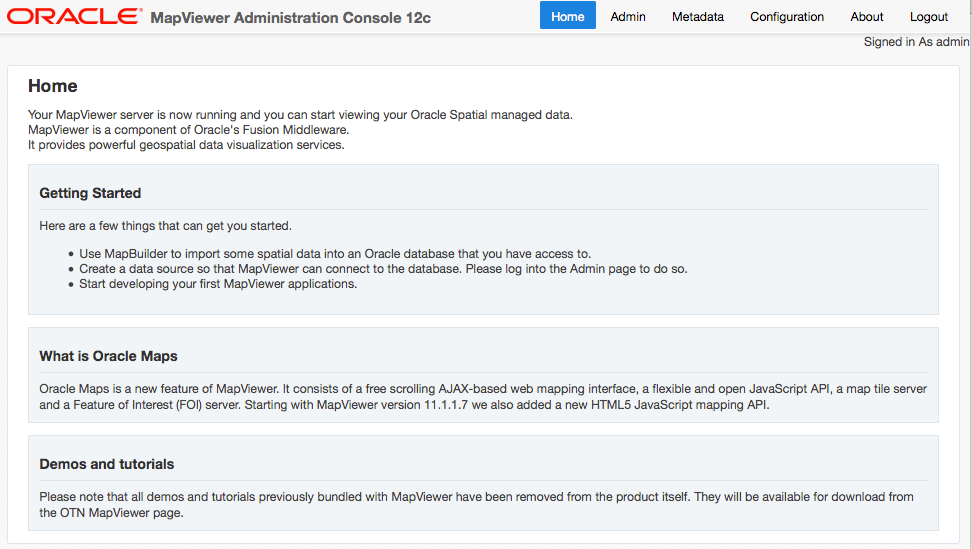 ORACLE® MapViewer Administration Console 12c
Home Admin Metadata Configuration About Logout
Signed in As admin
Home
Your MapViewer server is now running and you can start viewing your Oracle Spatial managed data.
MapViewer is a component of Oracle's Fusion Middleware.
It provides powerful geospatial data visualization services.
Getting Started
Here are a few things that can get you started.
• Use MapBuilder to import some spatial data into an Oracle database that you have access to.
• Create a data source so that MapViewer can connect to the database. Please log into the Admin page to do so.
• Start developing your first MapViewer applications.
What is Oracle Maps
Oracle Maps is a new feature of MapViewer. It consists of a free scrolling AJAX-based web mapping interface, a flexible and open JavaScript API, a map tile server
and a Feature of Interest (FOI) server. Starting with MapViewer version 11.1.1.7 we also added a new HTML5 JavaScript mapping API.
Demos and tutorials
Please note that all demos and tutorials previously bundled with MapViewer have been removed from the product itself. They will be available for download from
the OTN MapViewer page.